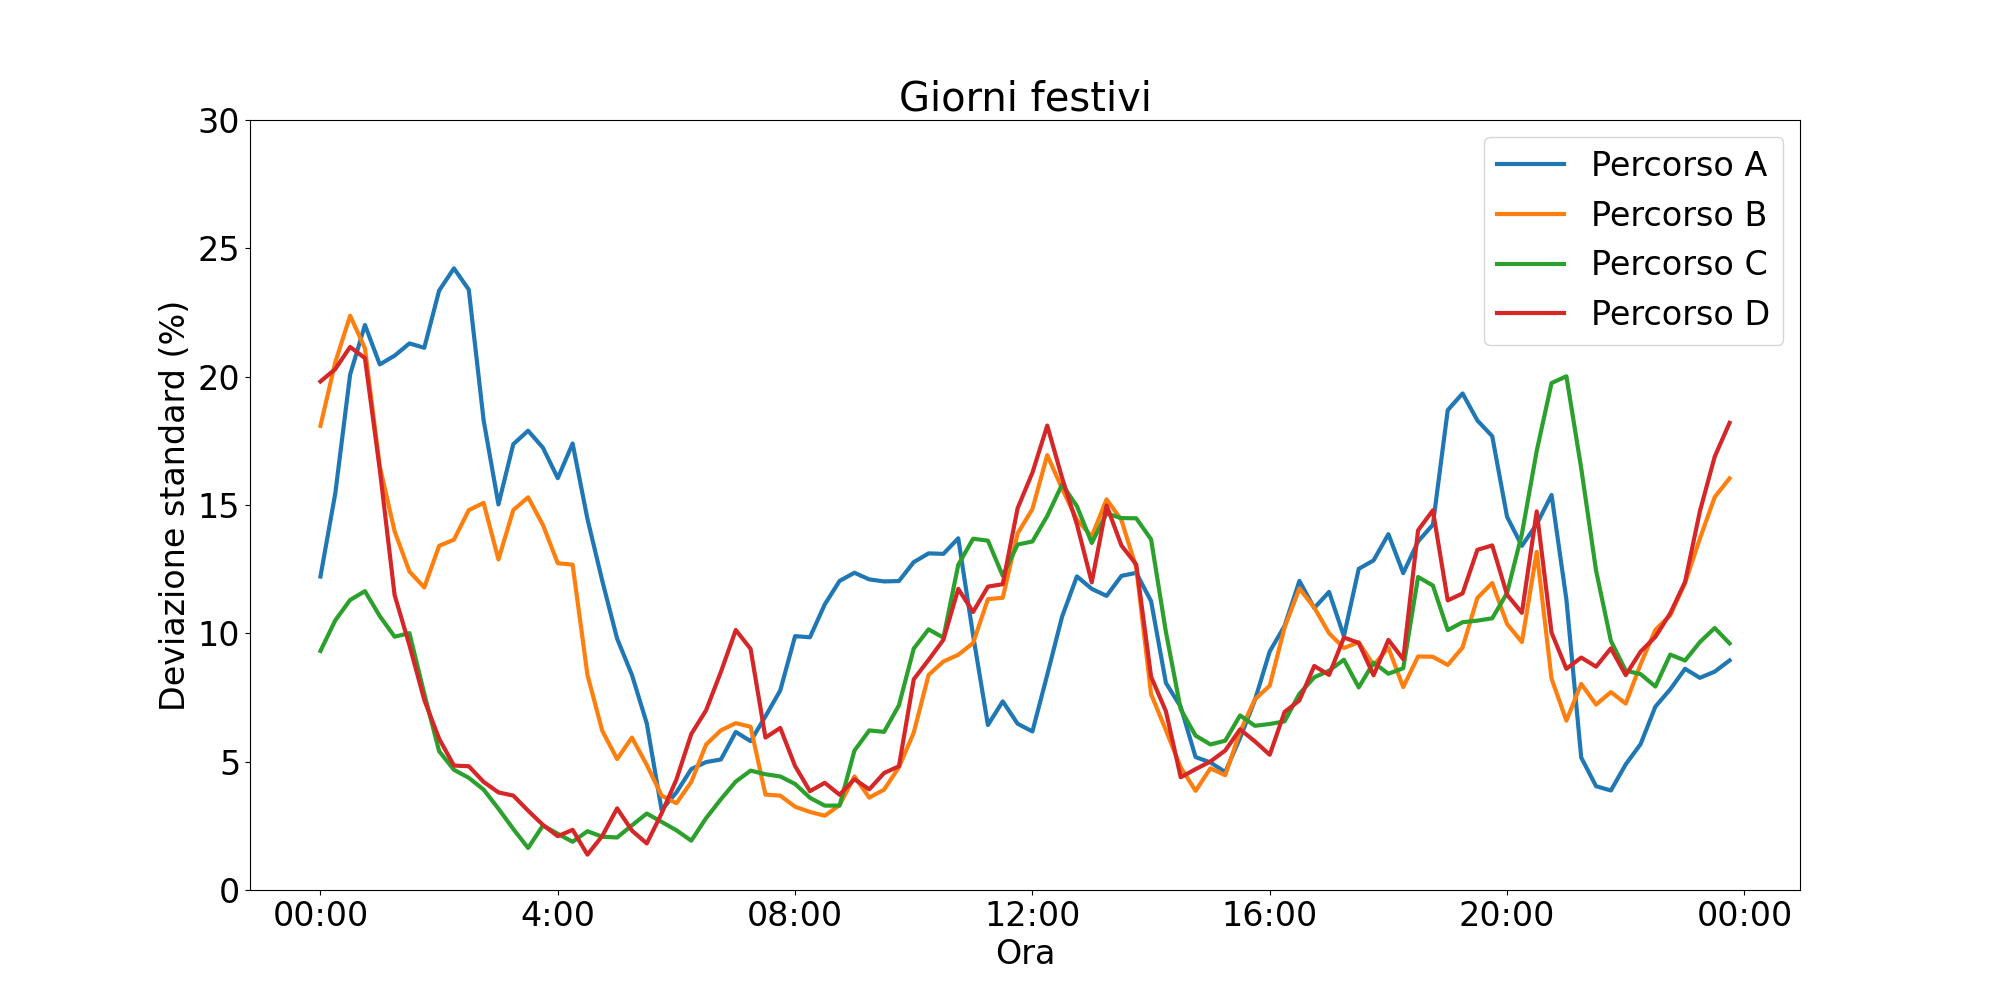 Giorni festivi
Percorso A
Percorso B
Percorso C
Percorso D
Deviazione standard (%)
30
25
20
15
10
5
0
00:00 4:00 08:00 12:00 16:00 20:00 00:00
Ora